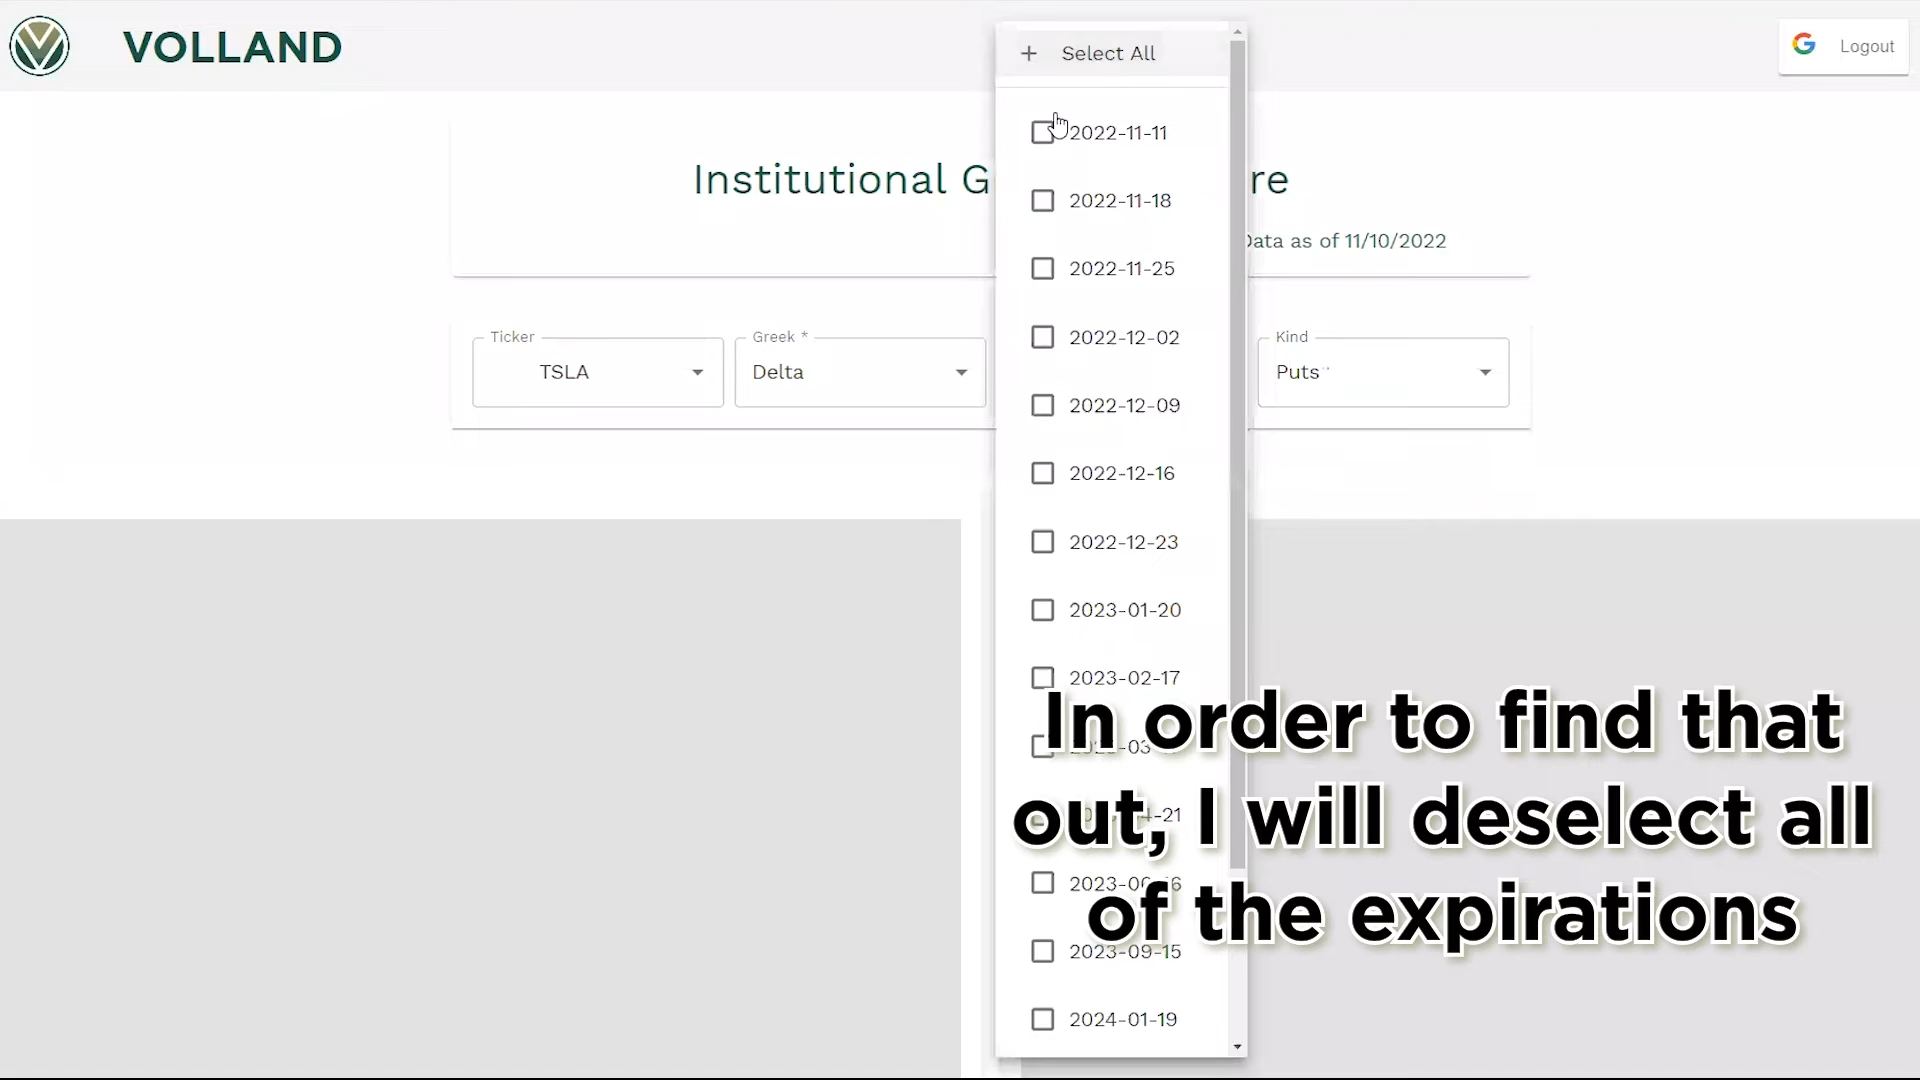 VOLLAND
Logout
+ Select All
2022-11-11
Institutional G re
2022-11-18
Data as of 11/10/2022
2022-11-25
Ticker
Greek *
2022-12-02
Kind
TSLA
Delta
Puts
2022-12-09
2022-12-16
2022-12-23
2023-01-20
2023-02-17
In order to find that
out, I will deselect all
of the expirations
2023-09-15
2024-01-19